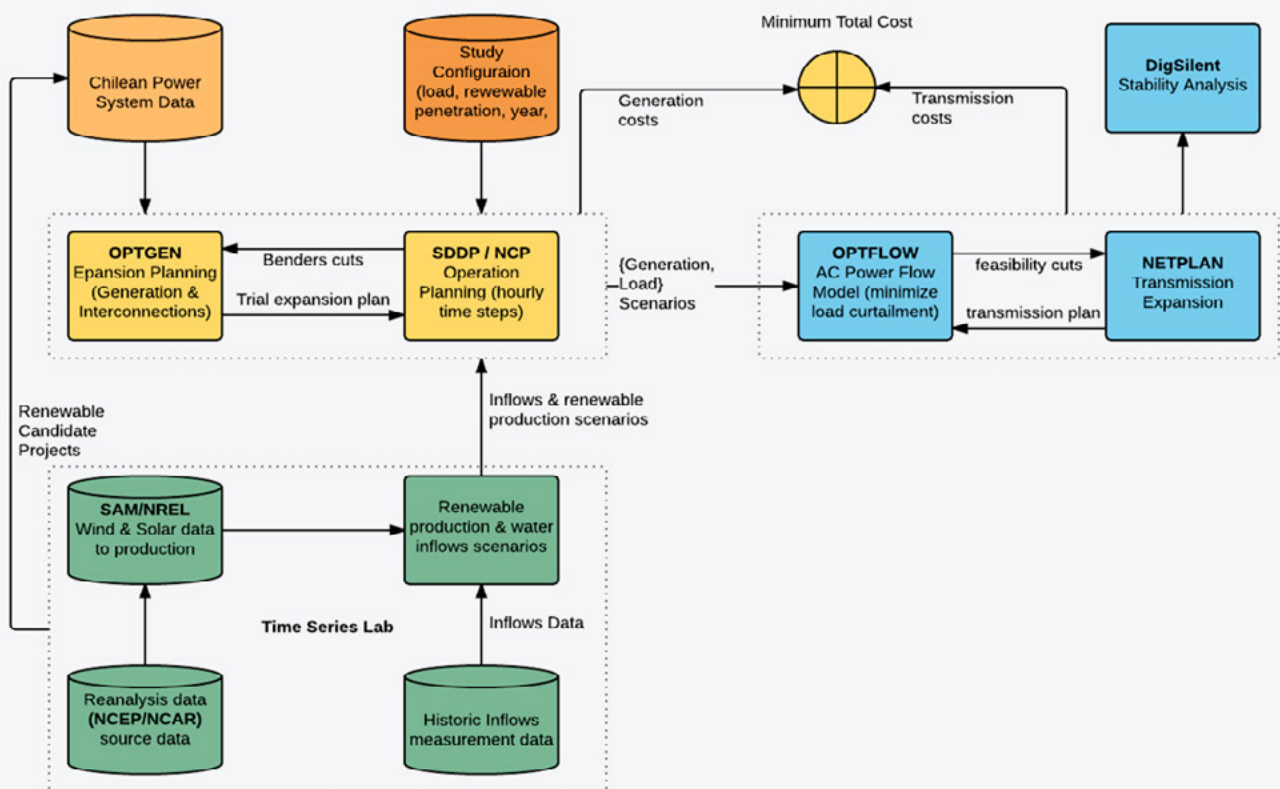 Minimum Total Cost
Chilean Power
System Data
Study
Configuraion
(load, rewewable
penetration, year,
Generation
costs
Transmission
costs
DigSilent
Stability Analysis
OPTGEN
Epansion Planning
(Generation &
Interconnections)
Benders cuts
Trial expansion plan
SDDP / NCP
Operation
Planning (hourly
time steps)
{Generation,
Load}
Scenarios
OPTFLOW
AC Power Flow
Model (minimize
load curtailment)
feasibility cuts
transmission plan
NETPLAN
Transmission
Expansion
Renewable
Candidate
Projects
Inflows & renewable
production scenarios
SAM/NREL
Wind & Solar data
to production
Renewable
production & water
inflows scenarios
Time Series Lab
Inflows Data
Reanalysis data
(NCEP/NCAR)
source data
Historic Inflows
measurement data